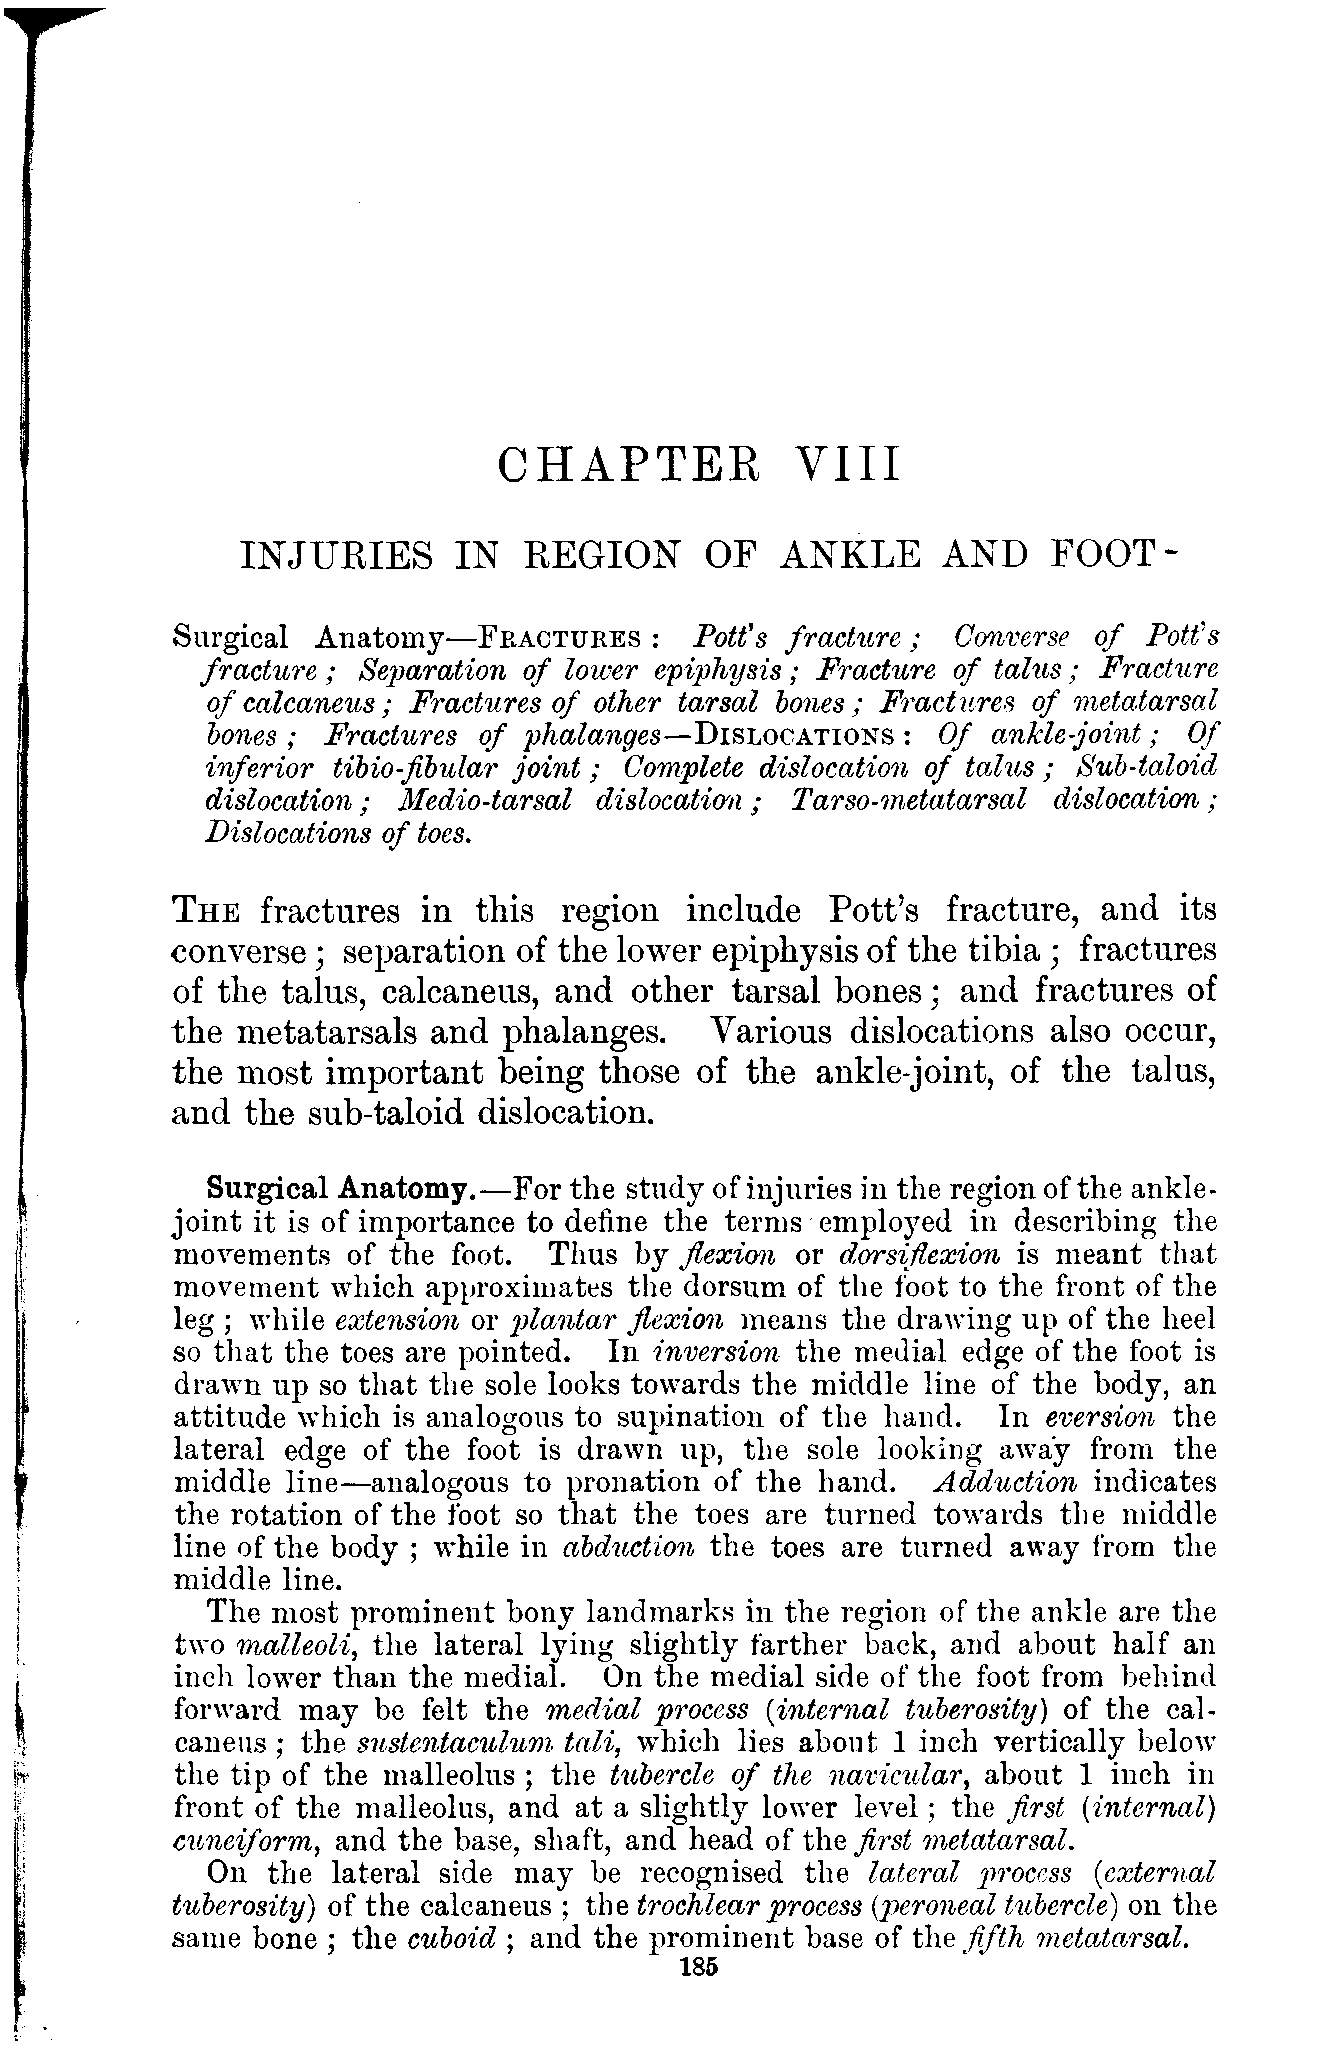 CHAPTER VIII
INJURIES IN REGION OF ANKLE AND FOOT-
Surgical Anatomy—FRACTURES : Pott's fracture ; Converse of Pott's
fracture ; Separation of lower epiphysis ; Fracture of talus ; Fracture
of calcaneus ; Fractures of other tarsal bones ; Fractures of metatarsal
bones ; Fractures of phalanges—DISLOCATIONS : Of ankle-joint ; Of
inferior tibio-fibular joint ; Complete dislocation of talus ; Sub-taloid
dislocation ; Medio-tarsal dislocation ; Tarso-metatarsal dislocation ;
Dislocations of toes.
THE fractures in this region include Pott's fracture, and its
converse ; separation of the lower epiphysis of the tibia ; fractures
of the talus, calcaneus, and other tarsal bones ; and fractures of
the metatarsals and phalanges. Various dislocations also occur,
the most important being those of the ankle-joint, of the talus,
and the sub-taloid dislocation.
Surgical Anatomy.—For the study of injuries in the region of the ankle-
joint it is of importance to define the terms employed in describing the
movements of the foot. Thus by flexion or dorsiflexion is meant that
movement which approximates the dorsum of the foot to the front of the
leg ; while extension or plantar flexion means the drawing up of the heel
so that the toes are pointed. In inversion the medial edge of the foot is
drawn up so that the sole looks towards the middle line of the body, an
attitude which is analogous to supination of the hand. In eversion the
lateral edge of the foot is drawn up, the sole looking away from the
middle line—analogous to pronation of the hand. Adduction indicates
the rotation of the foot so that the toes are turned towards the middle
line of the body ; while in abduction the toes are turned away from the
middle line.
The most prominent bony landmarks in the region of the ankle are the
two malleoli, the lateral lying slightly farther back, and about half an
inch lower than the medial. On the medial side of the foot from behind
forward may be felt the medial process (internal tuberosity) of the cal-
caneus ; the sustentaculum tali, which lies about 1 inch vertically below
the tip of the malleolus ; the tubercle of the navicular, about 1 inch in
front of the malleolus, and at a slightly lower level ; the first (internal)
cuneiform, and the base, shaft, and head of the first metatarsal.
On the lateral side may be recognised the lateral process (external
tuberosity) of the calcaneus ; the trochlear process (peroneal tubercle) on the
same bone ; the cuboid ; and the prominent base of the fifth metatarsal.
185